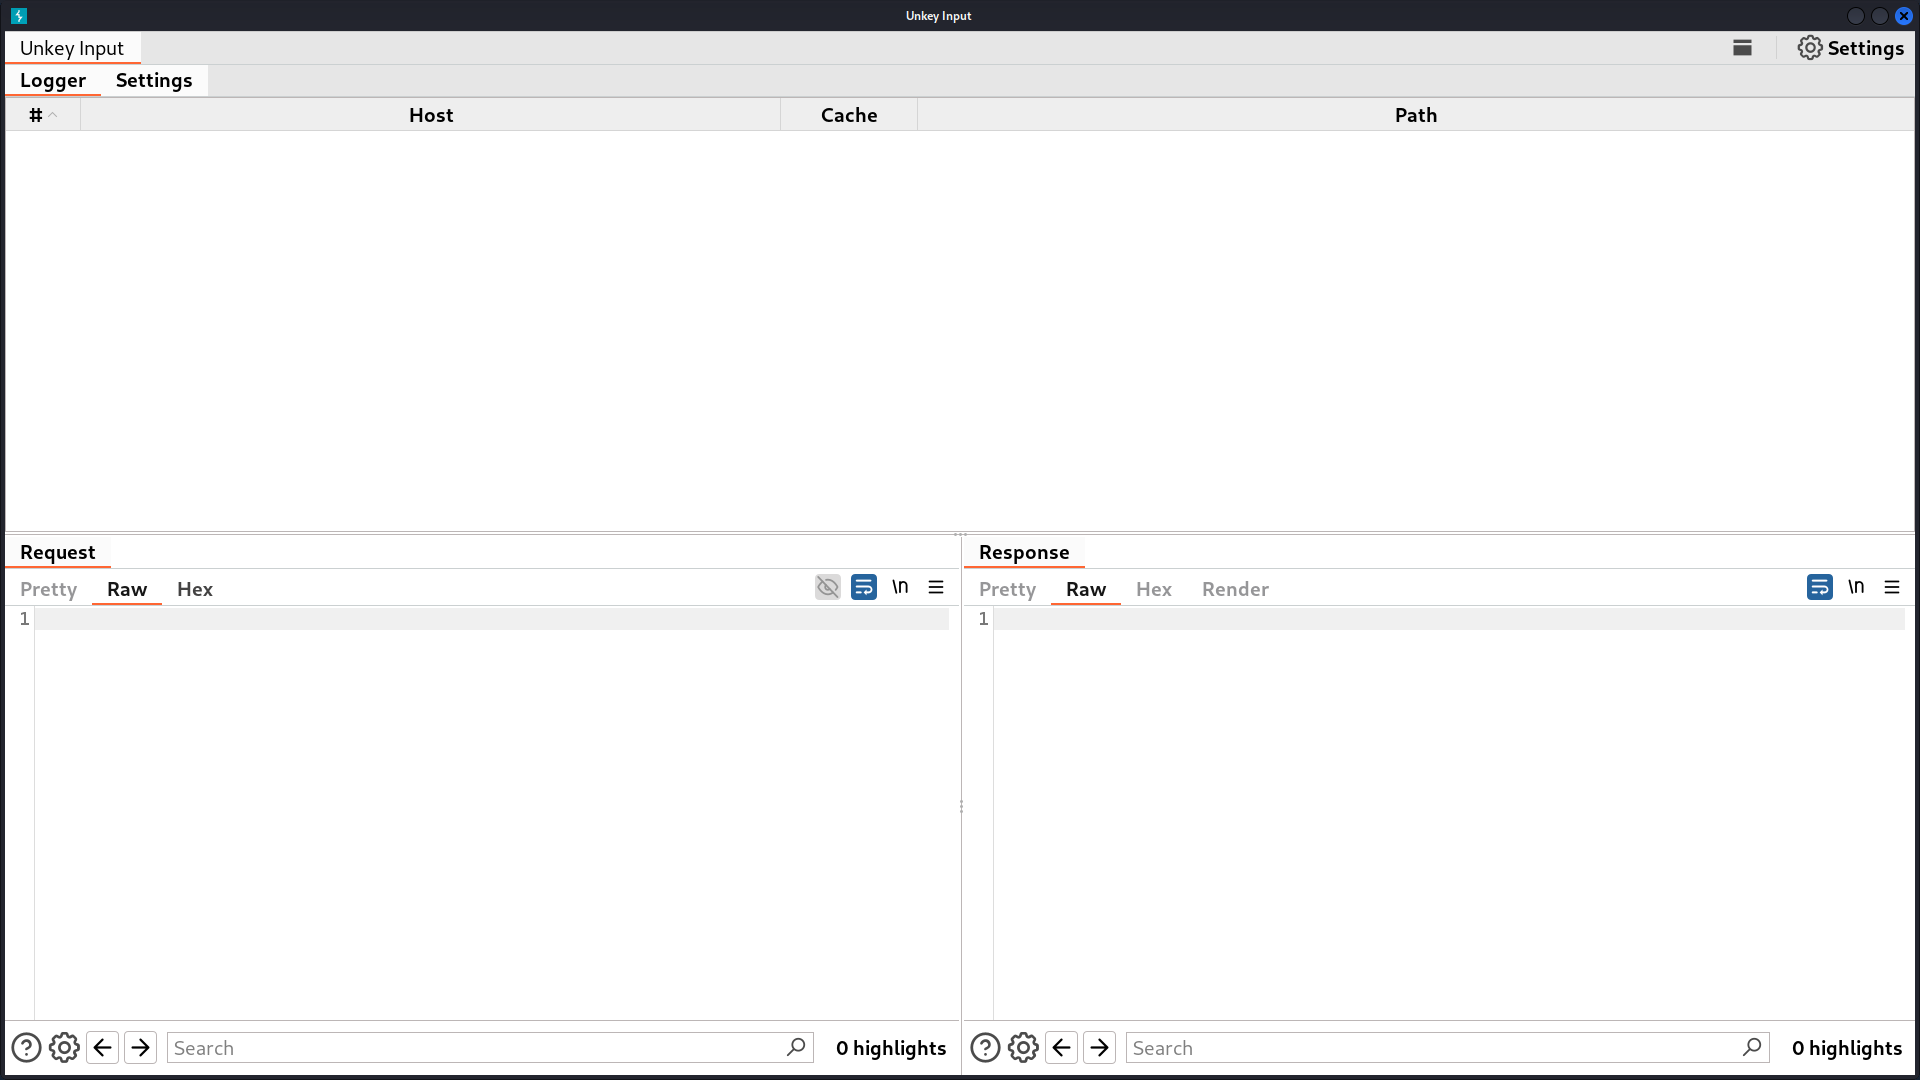 Unkey Input
Unkey Input
Settings
Logger Settings
# Host Cache Path
Request
Pretty Raw Hex
\n
1
Search
0 highlights
Response
Pretty Raw Hex Render
\n
1
Search
0 highlights